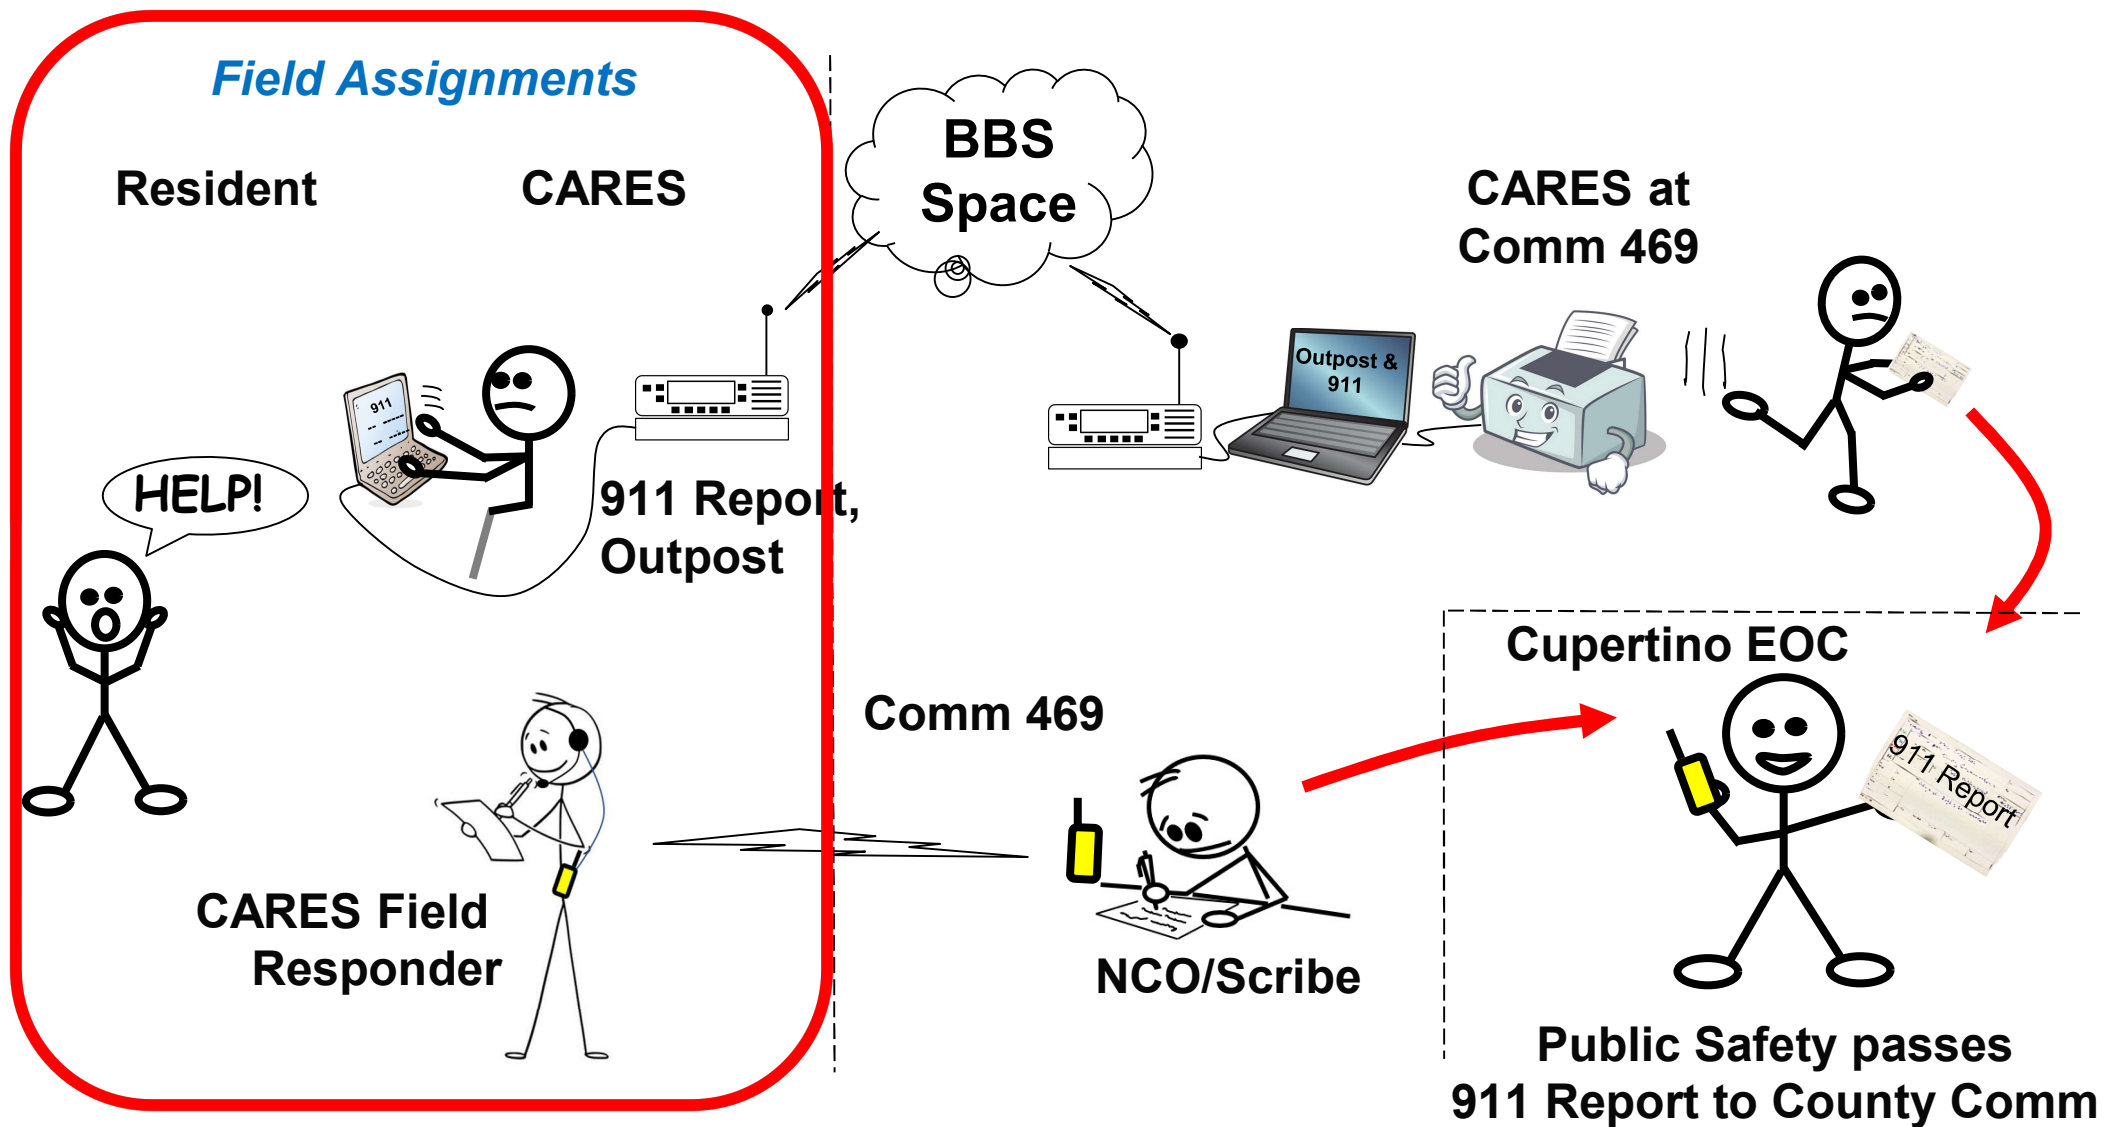 Field Assignments
Resident
CARES
BBS
Space
CARES at
Comm 469
911
Outpost &
911
HELP!
911 Report,
Outpost
Cupertino EOC
Comm 469
911 Report
CARES Field
Responder
NCO/Scribe
Public Safety passes
911 Report to County Comm